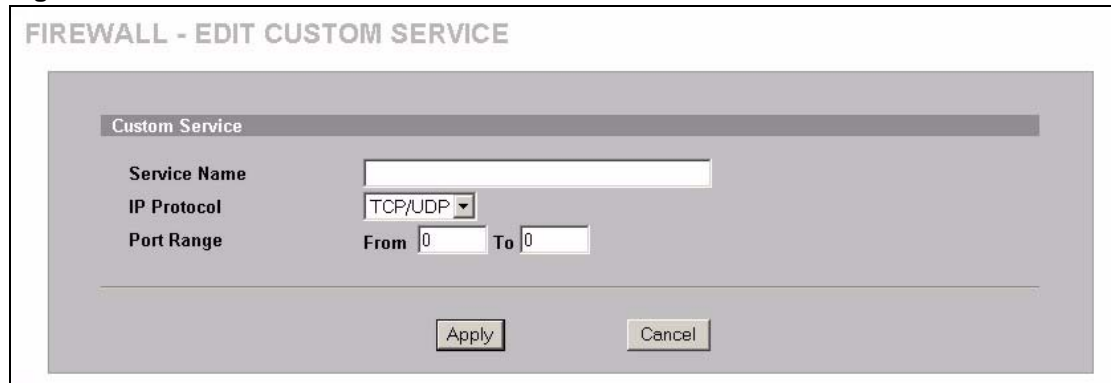 FIREWALL - EDIT CUSTOM SERVICE
Custom Service
Service Name
IP Protocol TCP/UDP
Port Range From 0 To 0
Apply Cancel